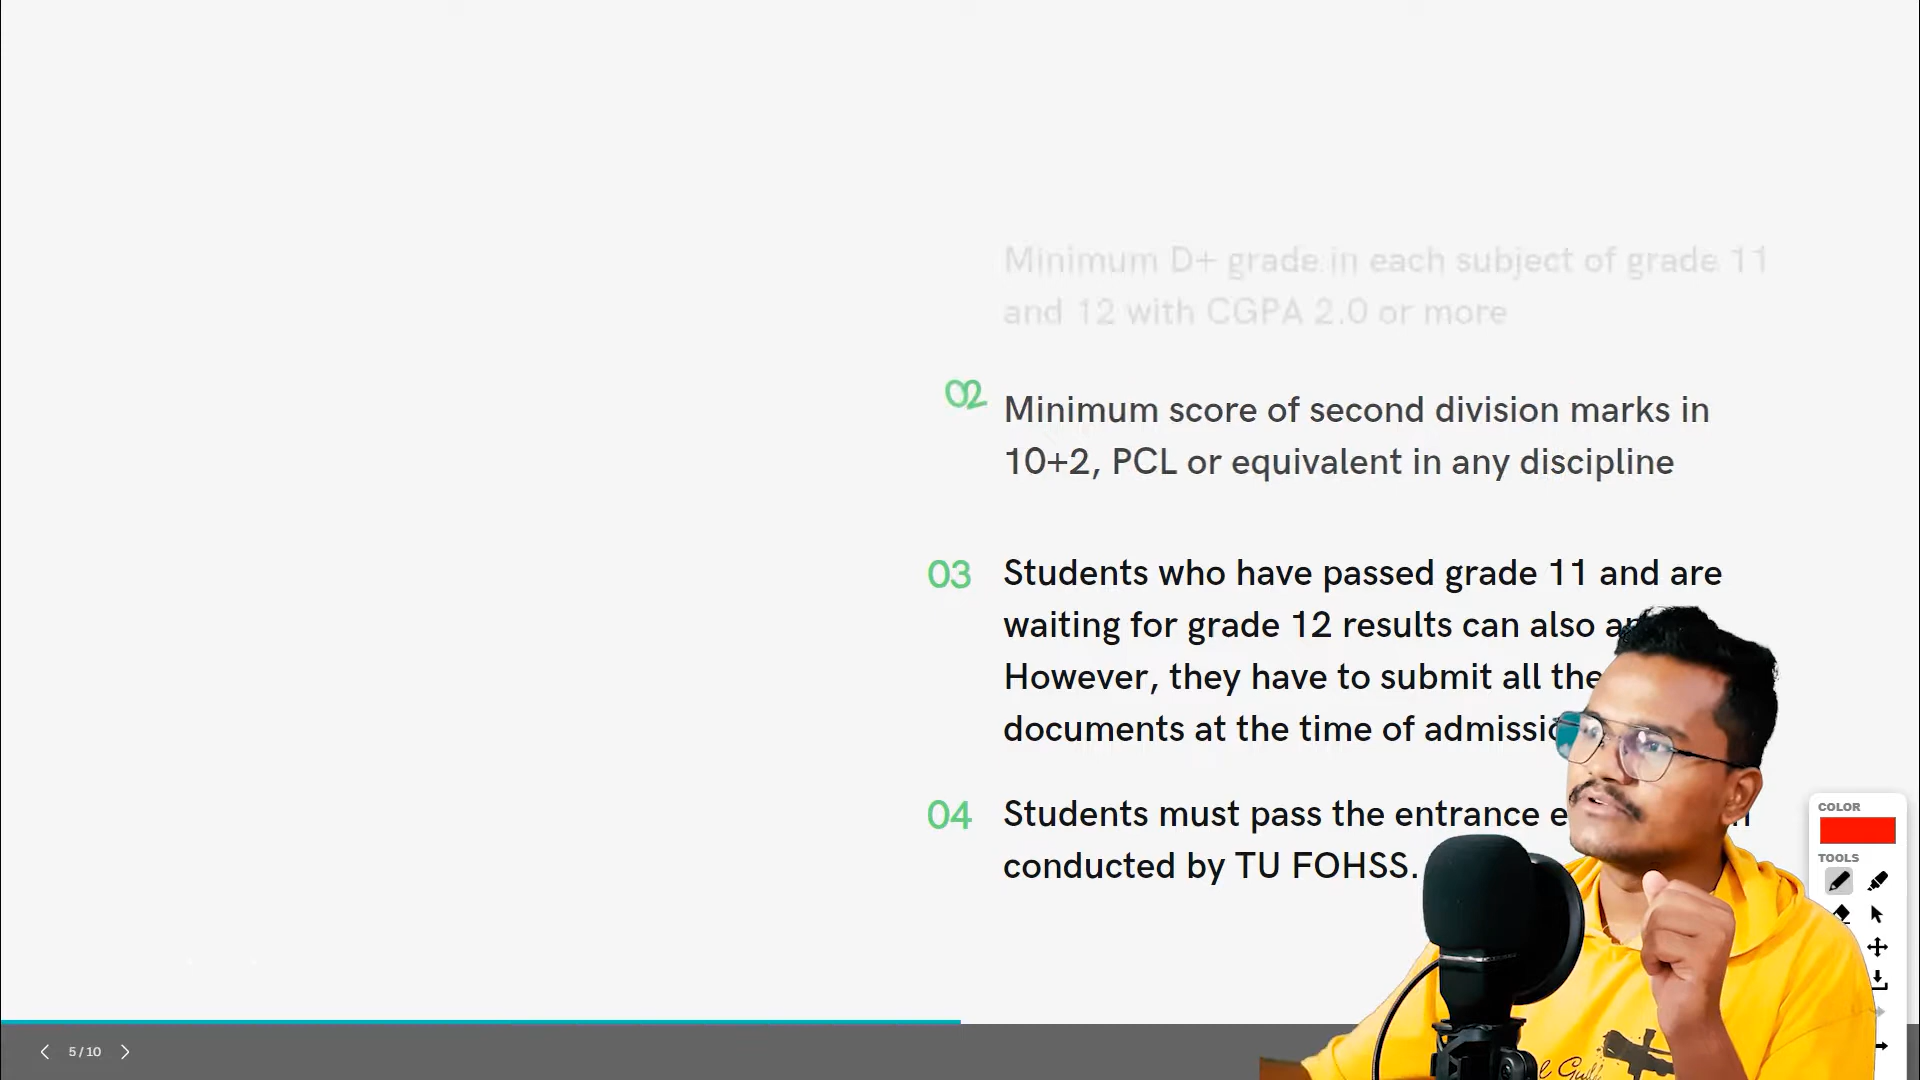 Minimum D+ grade in each subject of grade 11
and 12 with CGPA 2.0 or more
02
Minimum score of second division marks in
10+2, PCL or equivalent in any discipline
03
Students who have passed grade 11 and are
waiting for grade 12 results can also
However, they have to submit all the
documents at the time of
04
Students must pass the entrance
conducted by TU FOHSS.
COLOR
TOOLS
5 / 10